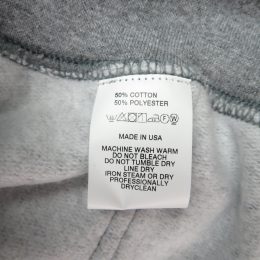 50% COTTON
50% POLYESTER
MADE IN USA
MACHINE WASH WARM
DO NOT BLEACH
DO NOT TUMBLE DRY
LINE DRY
IRON STEAM OR DRY
PROFESSIONALLY
DRYCLEAN